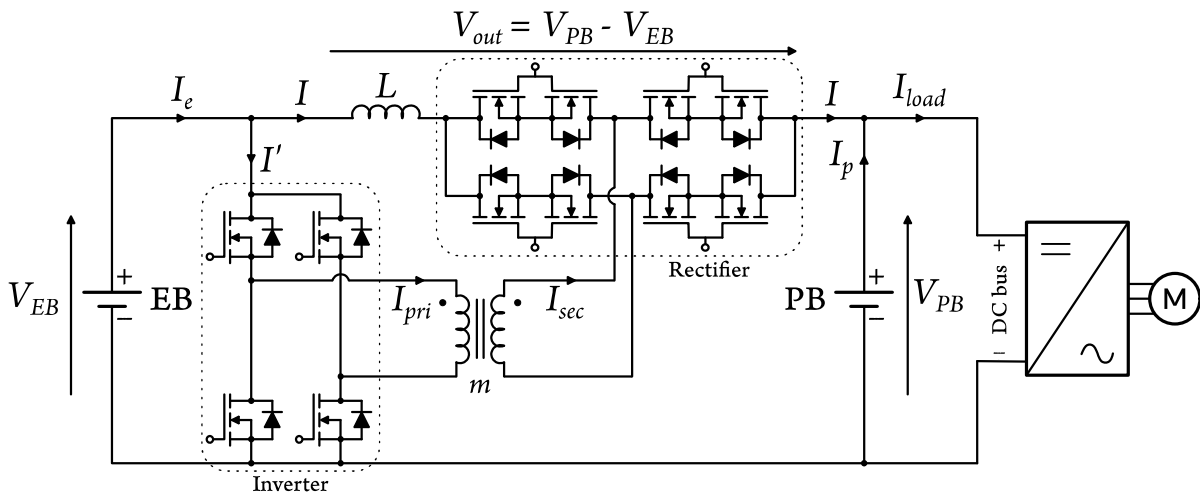 V_out = V_PB - V_EB
I_e
I
L
I
I_load
I'
I_p
Rectifier
V_EB
+
EB
−
I_pri
I_sec
m
PB
+
−
V_PB
DC bus
+
−
M
Inverter